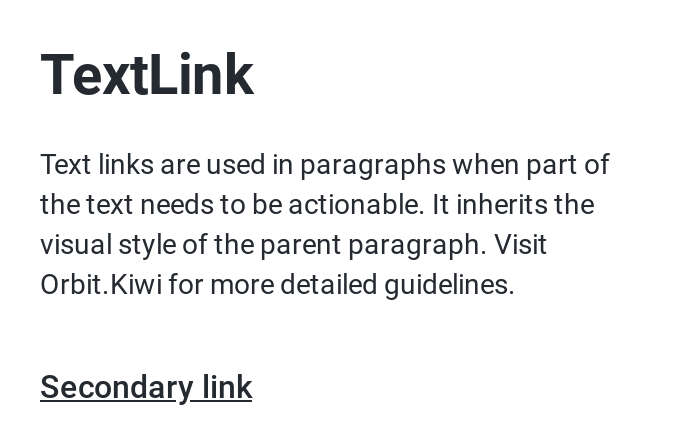 TextLink
Text links are used in paragraphs when part of
the text needs to be actionable. It inherits the
visual style of the parent paragraph. Visit
Orbit.Kiwi for more detailed guidelines.
Secondary link